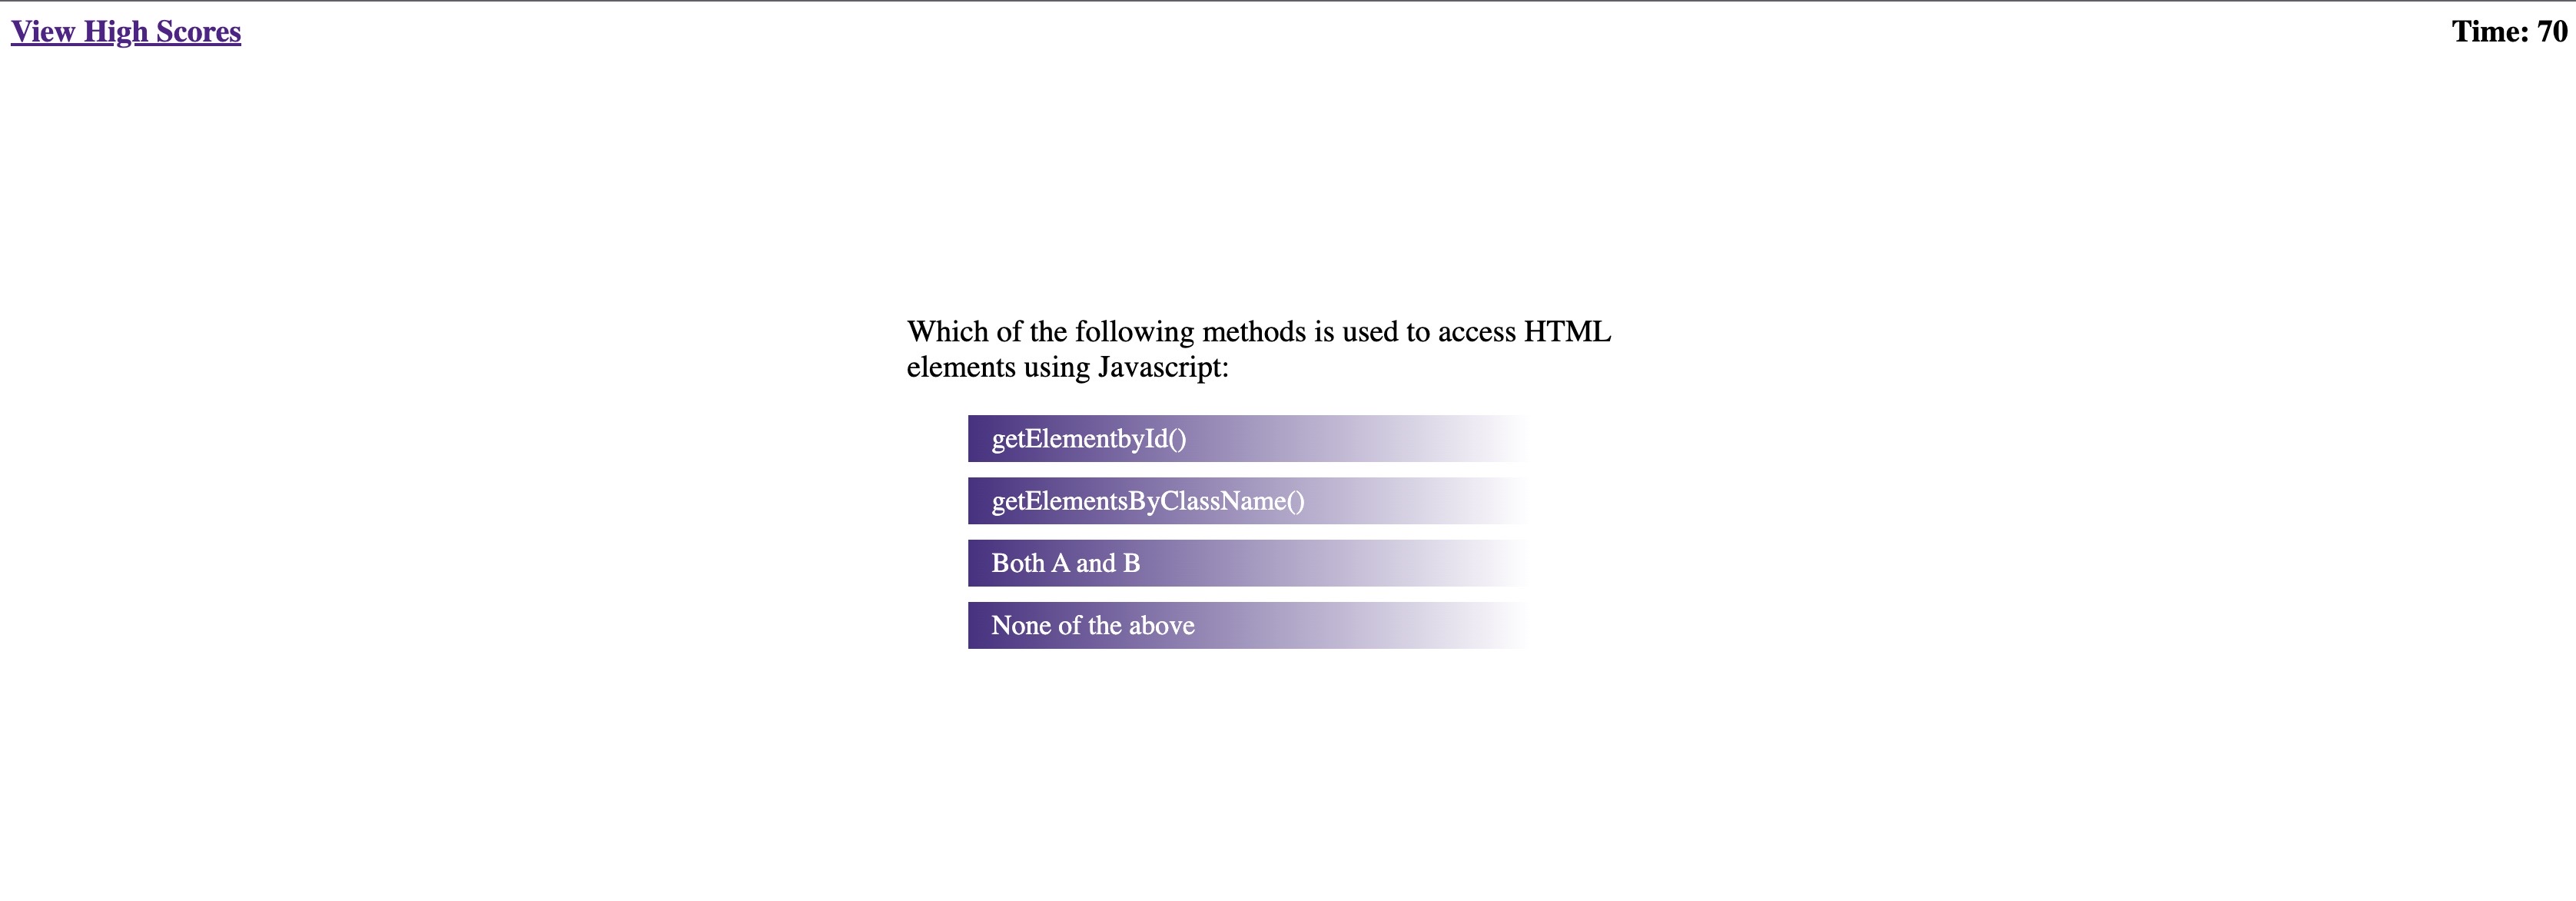 View High Scores
Time: 70
Which of the following methods is used to access HTML
elements using Javascript:
getElementbyId()
getElementsByClassName()
Both A and B
None of the above